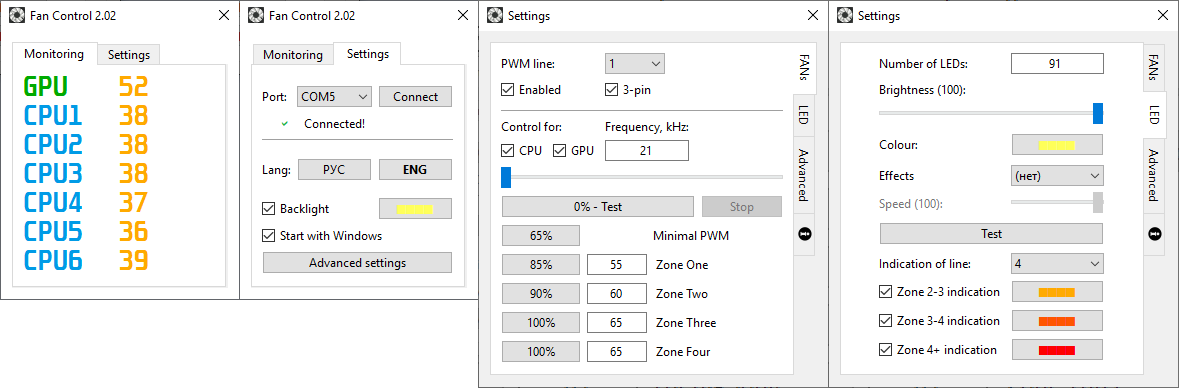 Fan Control 2.02
Monitoring
Settings
GPU 52
CPU1 38
CPU2 38
CPU3 38
CPU4 37
CPU5 36
CPU6 39
Fan Control 2.02
Monitoring
Settings
Port: COM5 Connect
Connected!
Lang: РУС ENG
Backlight
Start with Windows
Advanced settings
Settings
PWM line: 1
Enabled 3-pin
Control for: Frequency, kHz:
CPU GPU 21
0% - Test Stop
65% Minimal PWM
85% 55 Zone One
90% 60 Zone Two
100% 65 Zone Three
100% 65 Zone Four
FANs
LED
Advanced
Settings
Number of LEDs: 91
Brightness (100):
Colour:
Effects (нет)
Speed (100):
Test
Indication of line: 4
Zone 2-3 indication
Zone 3-4 indication
Zone 4+ indication
FANs
LED
Advanced